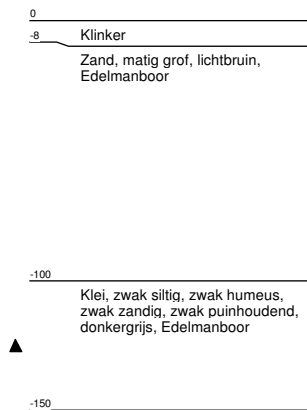 0
-8
Klinker
Zand, matig grof, lichtbruin,
Edelmanboor
-100
Klei, zwak siltig, zwak humeus,
zwak zandig, zwak puinhoudend,
donkergrijs, Edelmanboor
-150